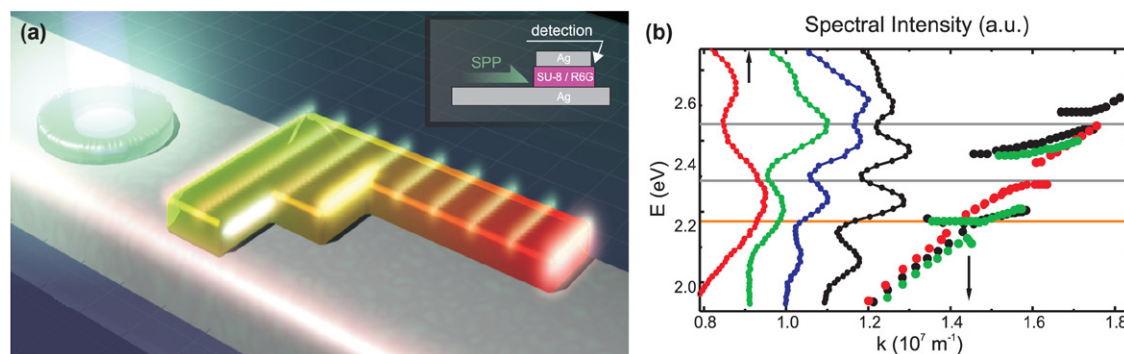 (a)
detection
Ag
SPP
SU-8 / R6G
Ag
(b)
Spectral Intensity (a.u.)
E (eV)
2.6
2.4
2.2
2.0
0.8 1.0 1.2 1.4 1.6 1.8
k (10⁷ m⁻¹)